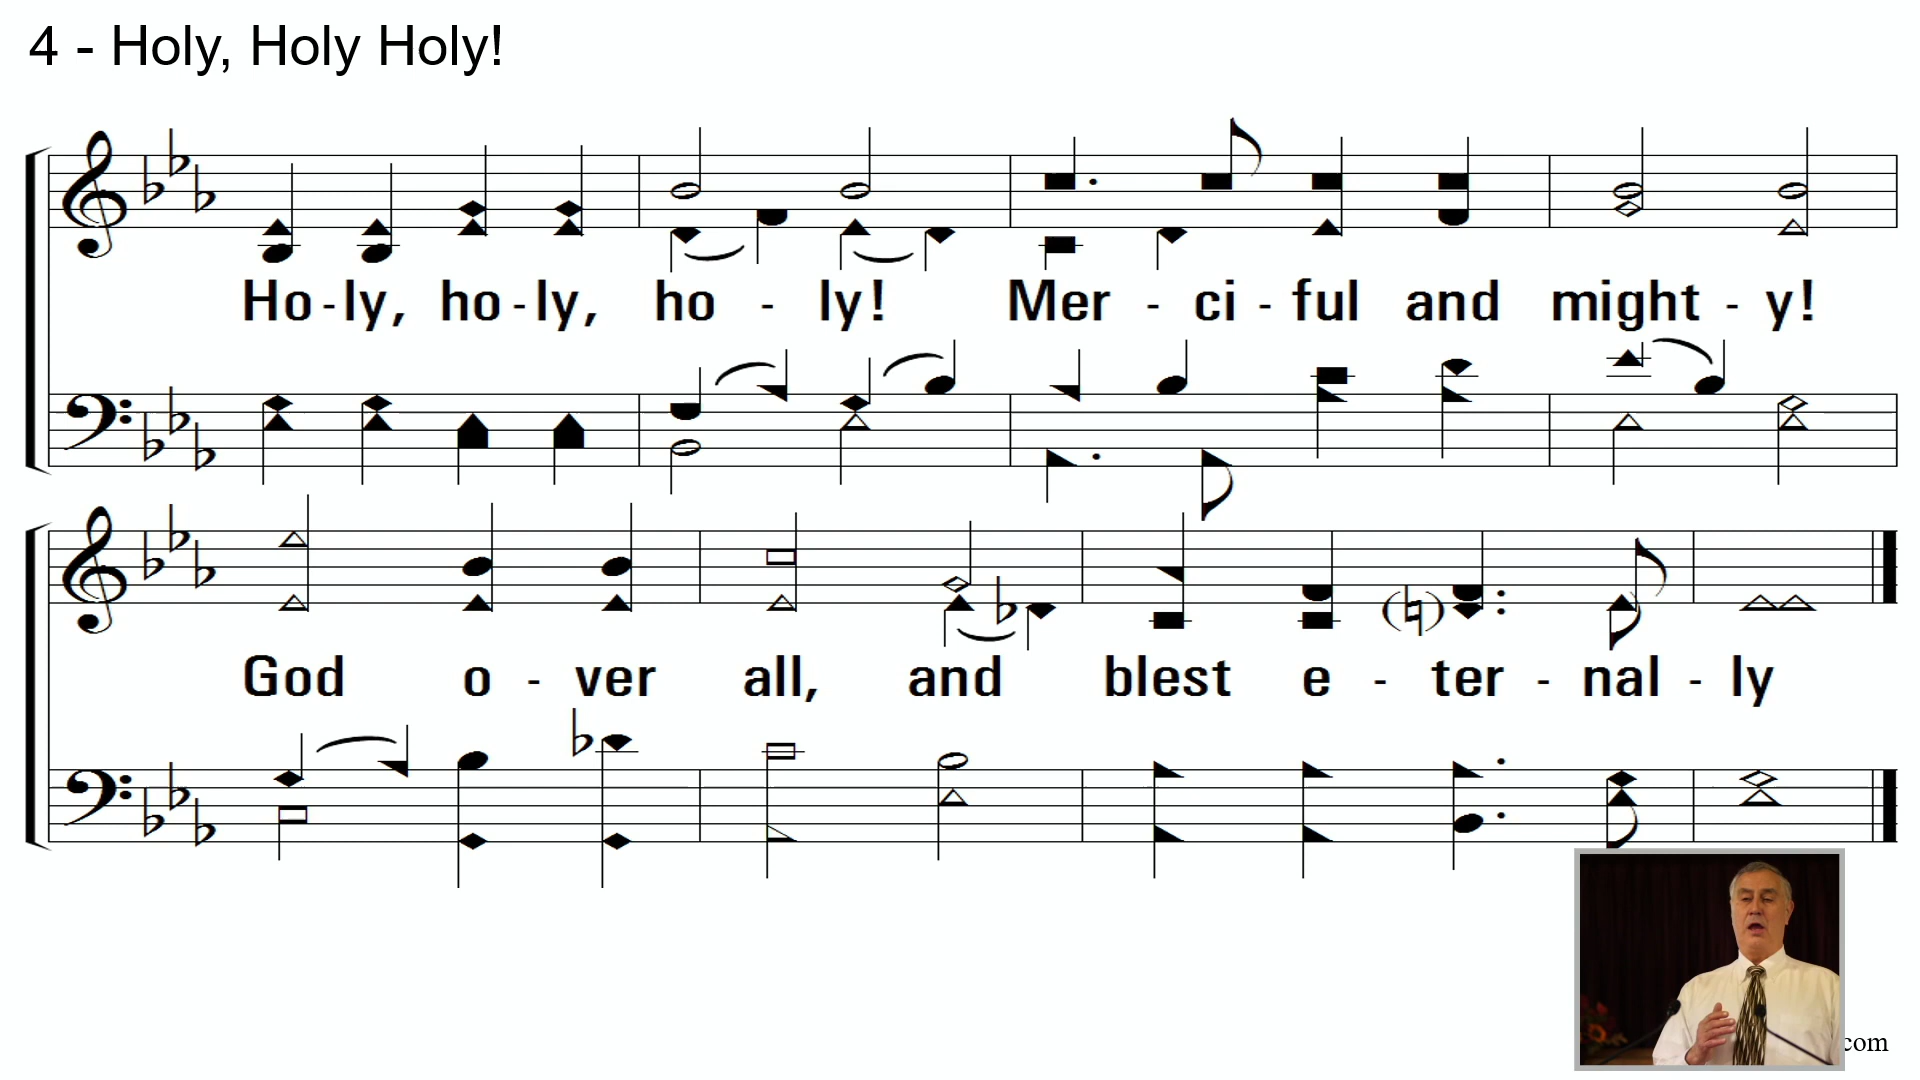 4 - Holy, Holy Holy!
Ho-ly, ho-ly, ho - ly! Mer - ci - ful and might - y!
God o - ver all, and blest e - ter - nal - ly
com